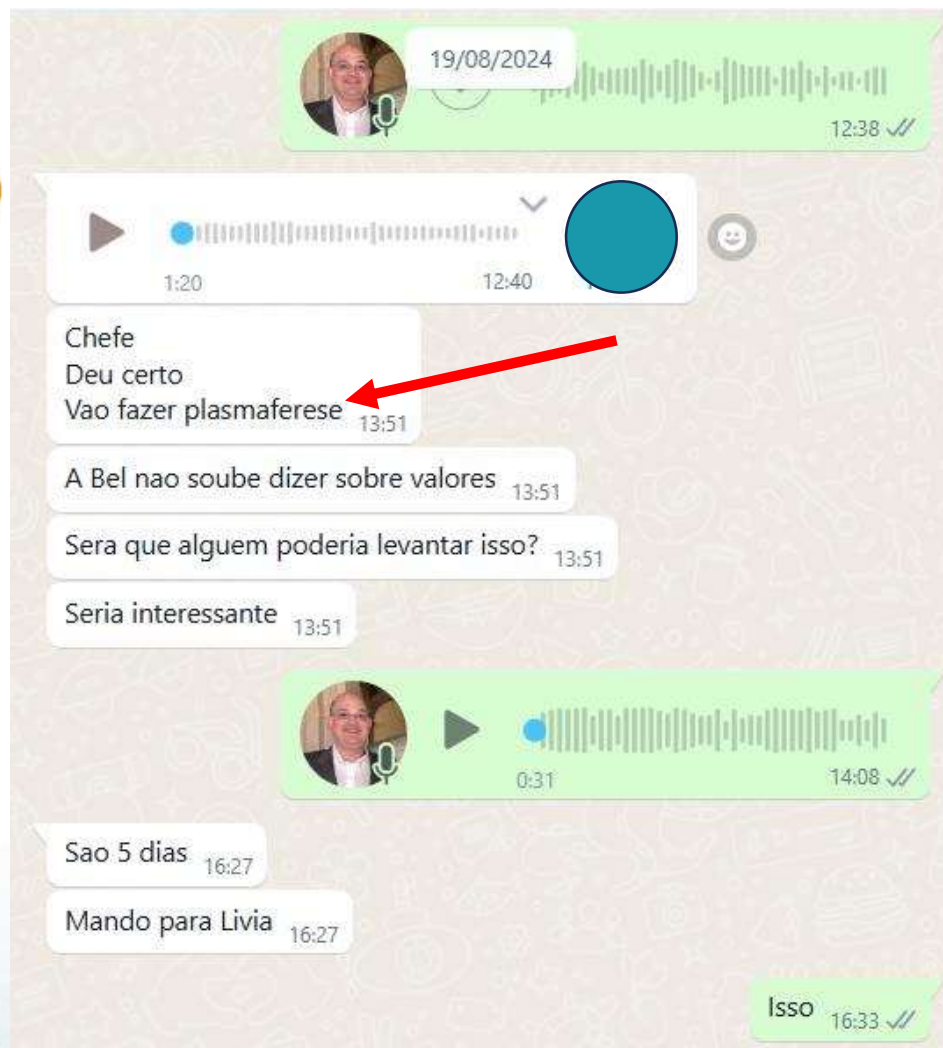 19/08/2024
12:38
1:20
12:40
Chefe
Deu certo
Vao fazer plasmaferese 13:51
A Bel nao soube dizer sobre valores 13:51
Sera que alguem poderia levantar isso? 13:51
Seria interessante 13:51
0:31
14:08
Sao 5 dias 16:27
Mando para Livia 16:27
Isso 16:33